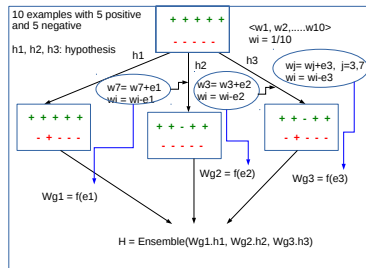 10 examples with 5 positive
and 5 negative
h1, h2, h3: hypothesis
+ + + + +
- - - - -
<w1, w2,.....w10>
wi = 1/10
h1
h2
h3
w7= w7+e1
wi = wi-e1
w3= w3+e2
wi = wi-e2
wj= wj+e3, j=3,7
wi = wi-e3
+ + + + +
- + - - -
+ + - + +
- - - - -
+ + - + +
- + - - -
Wg1 = f(e1)
Wg2 = f(e2)
Wg3 = f(e3)
H = Ensemble(Wg1.h1, Wg2.h2, Wg3.h3)